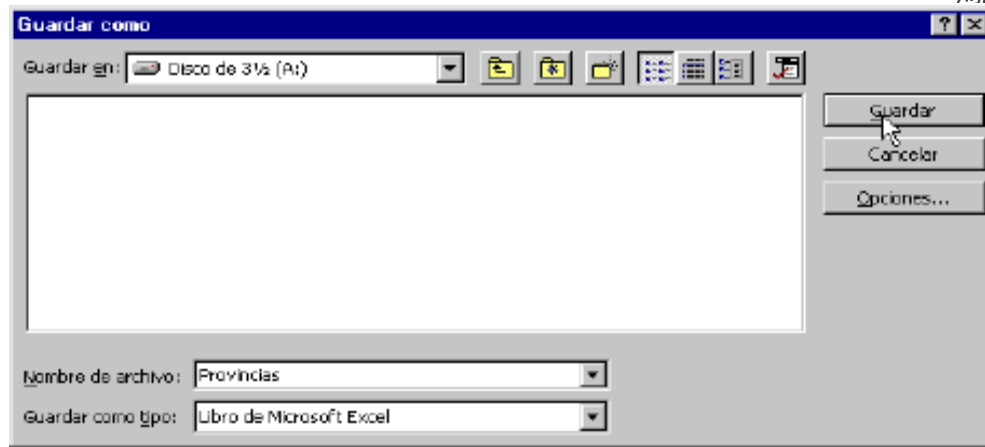 Guardar como
Guardar en: Disco de 3½ (A:)
Guardar
Cancelar
Opciones...
Nombre de archivo: Provincias
Guardar como tipo: Libro de Microsoft Excel